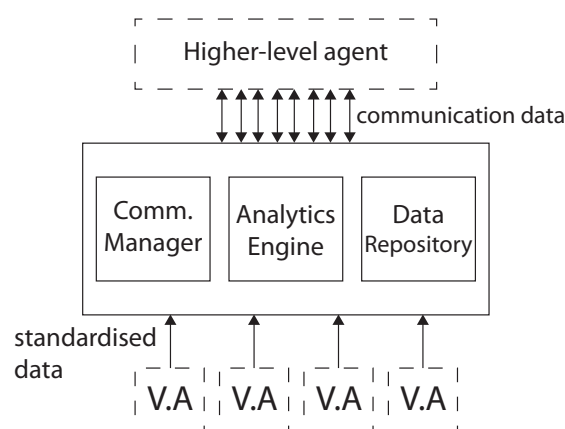 Higher-level agent
communication data
Comm.
Manager
Analytics
Engine
Data
Repository
standardised
data
V.A V.A V.A V.A